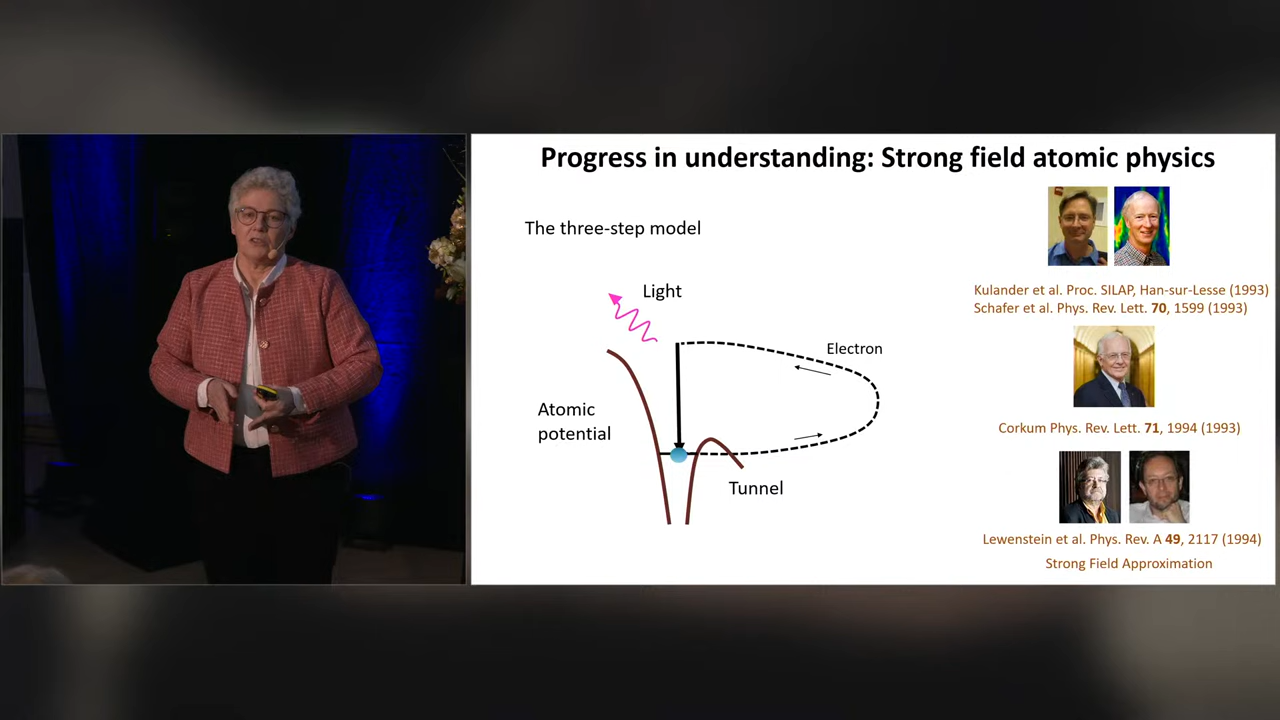 Progress in understanding: Strong field atomic physics
The three-step model
Light
Electron
Atomic
potential
Tunnel
Kulander et al. Proc. SILAP, Han-sur-Lesse (1993)
Schafer et al. Phys. Rev. Lett. 70, 1599 (1993)
Corkum Phys. Rev. Lett. 71, 1994 (1993)
Lewenstein et al. Phys. Rev. A 49, 2117 (1994)
Strong Field Approximation